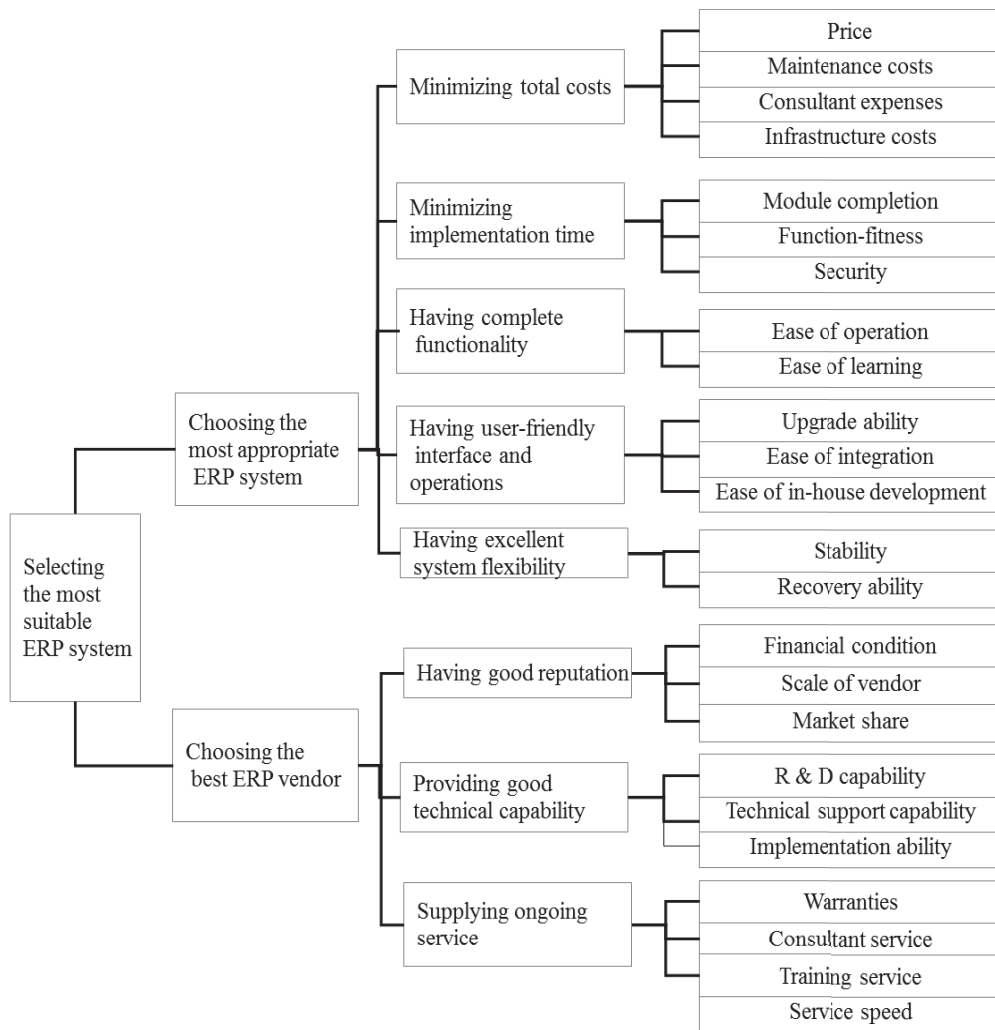 Selecting
the most
suitable
ERP system
Choosing the
most appropriate
ERP system
Minimizing total costs
Price
Maintenance costs
Consultant expenses
Infrastructure costs
Minimizing
implementation time
Module completion
Function-fitness
Security
Having complete
functionality
Ease of operation
Ease of learning
Having user-friendly
interface and
operations
Upgrade ability
Ease of integration
Ease of in-house development
Having excellent
system flexibility
Stability
Recovery ability
Choosing the
best ERP vendor
Having good reputation
Financial condition
Scale of vendor
Market share
Providing good
technical capability
R & D capability
Technical support capability
Implementation ability
Supplying ongoing
service
Warranties
Consultant service
Training service
Service speed